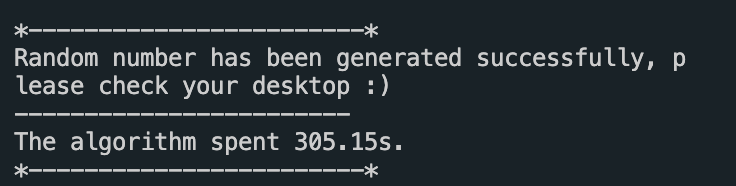 *------------------------*
Random number has been generated successfully, p
lease check your desktop :)
------------------------
The algorithm spent 305.15s.
*------------------------*